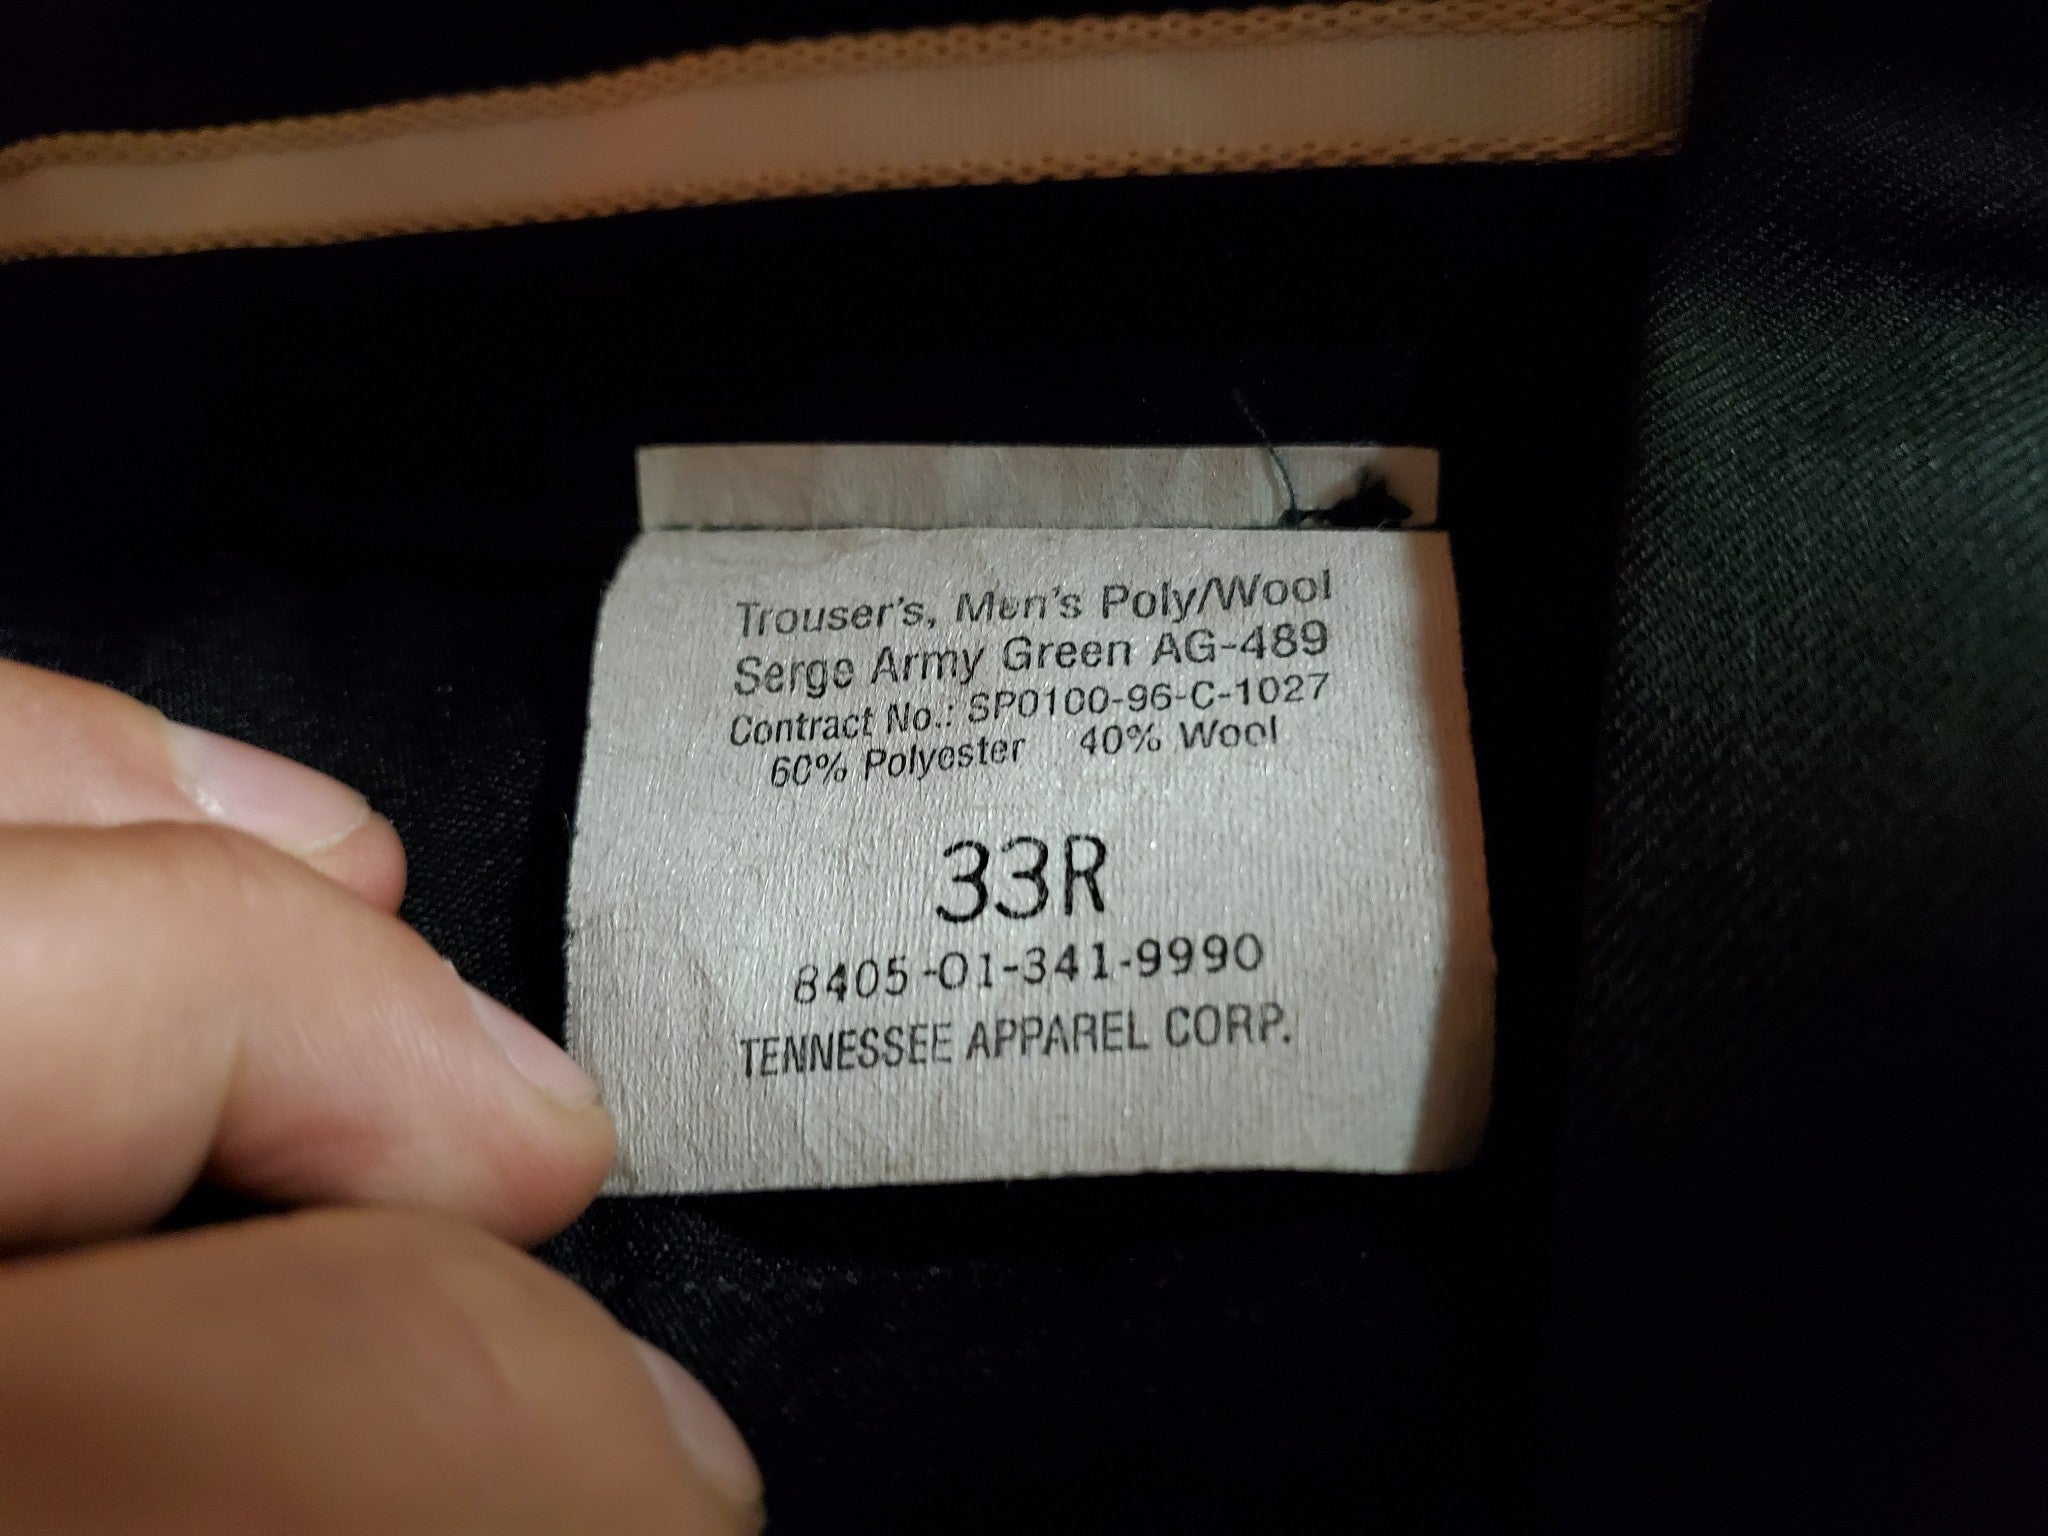 Trouser's, Men's Poly/Wool
Serge Army Green AG-489
Contract No.: SP0100-96-C-1027
60% Polyester 40% Wool
33R
8405-01-341-9990
TENNESSEE APPAREL CORP.